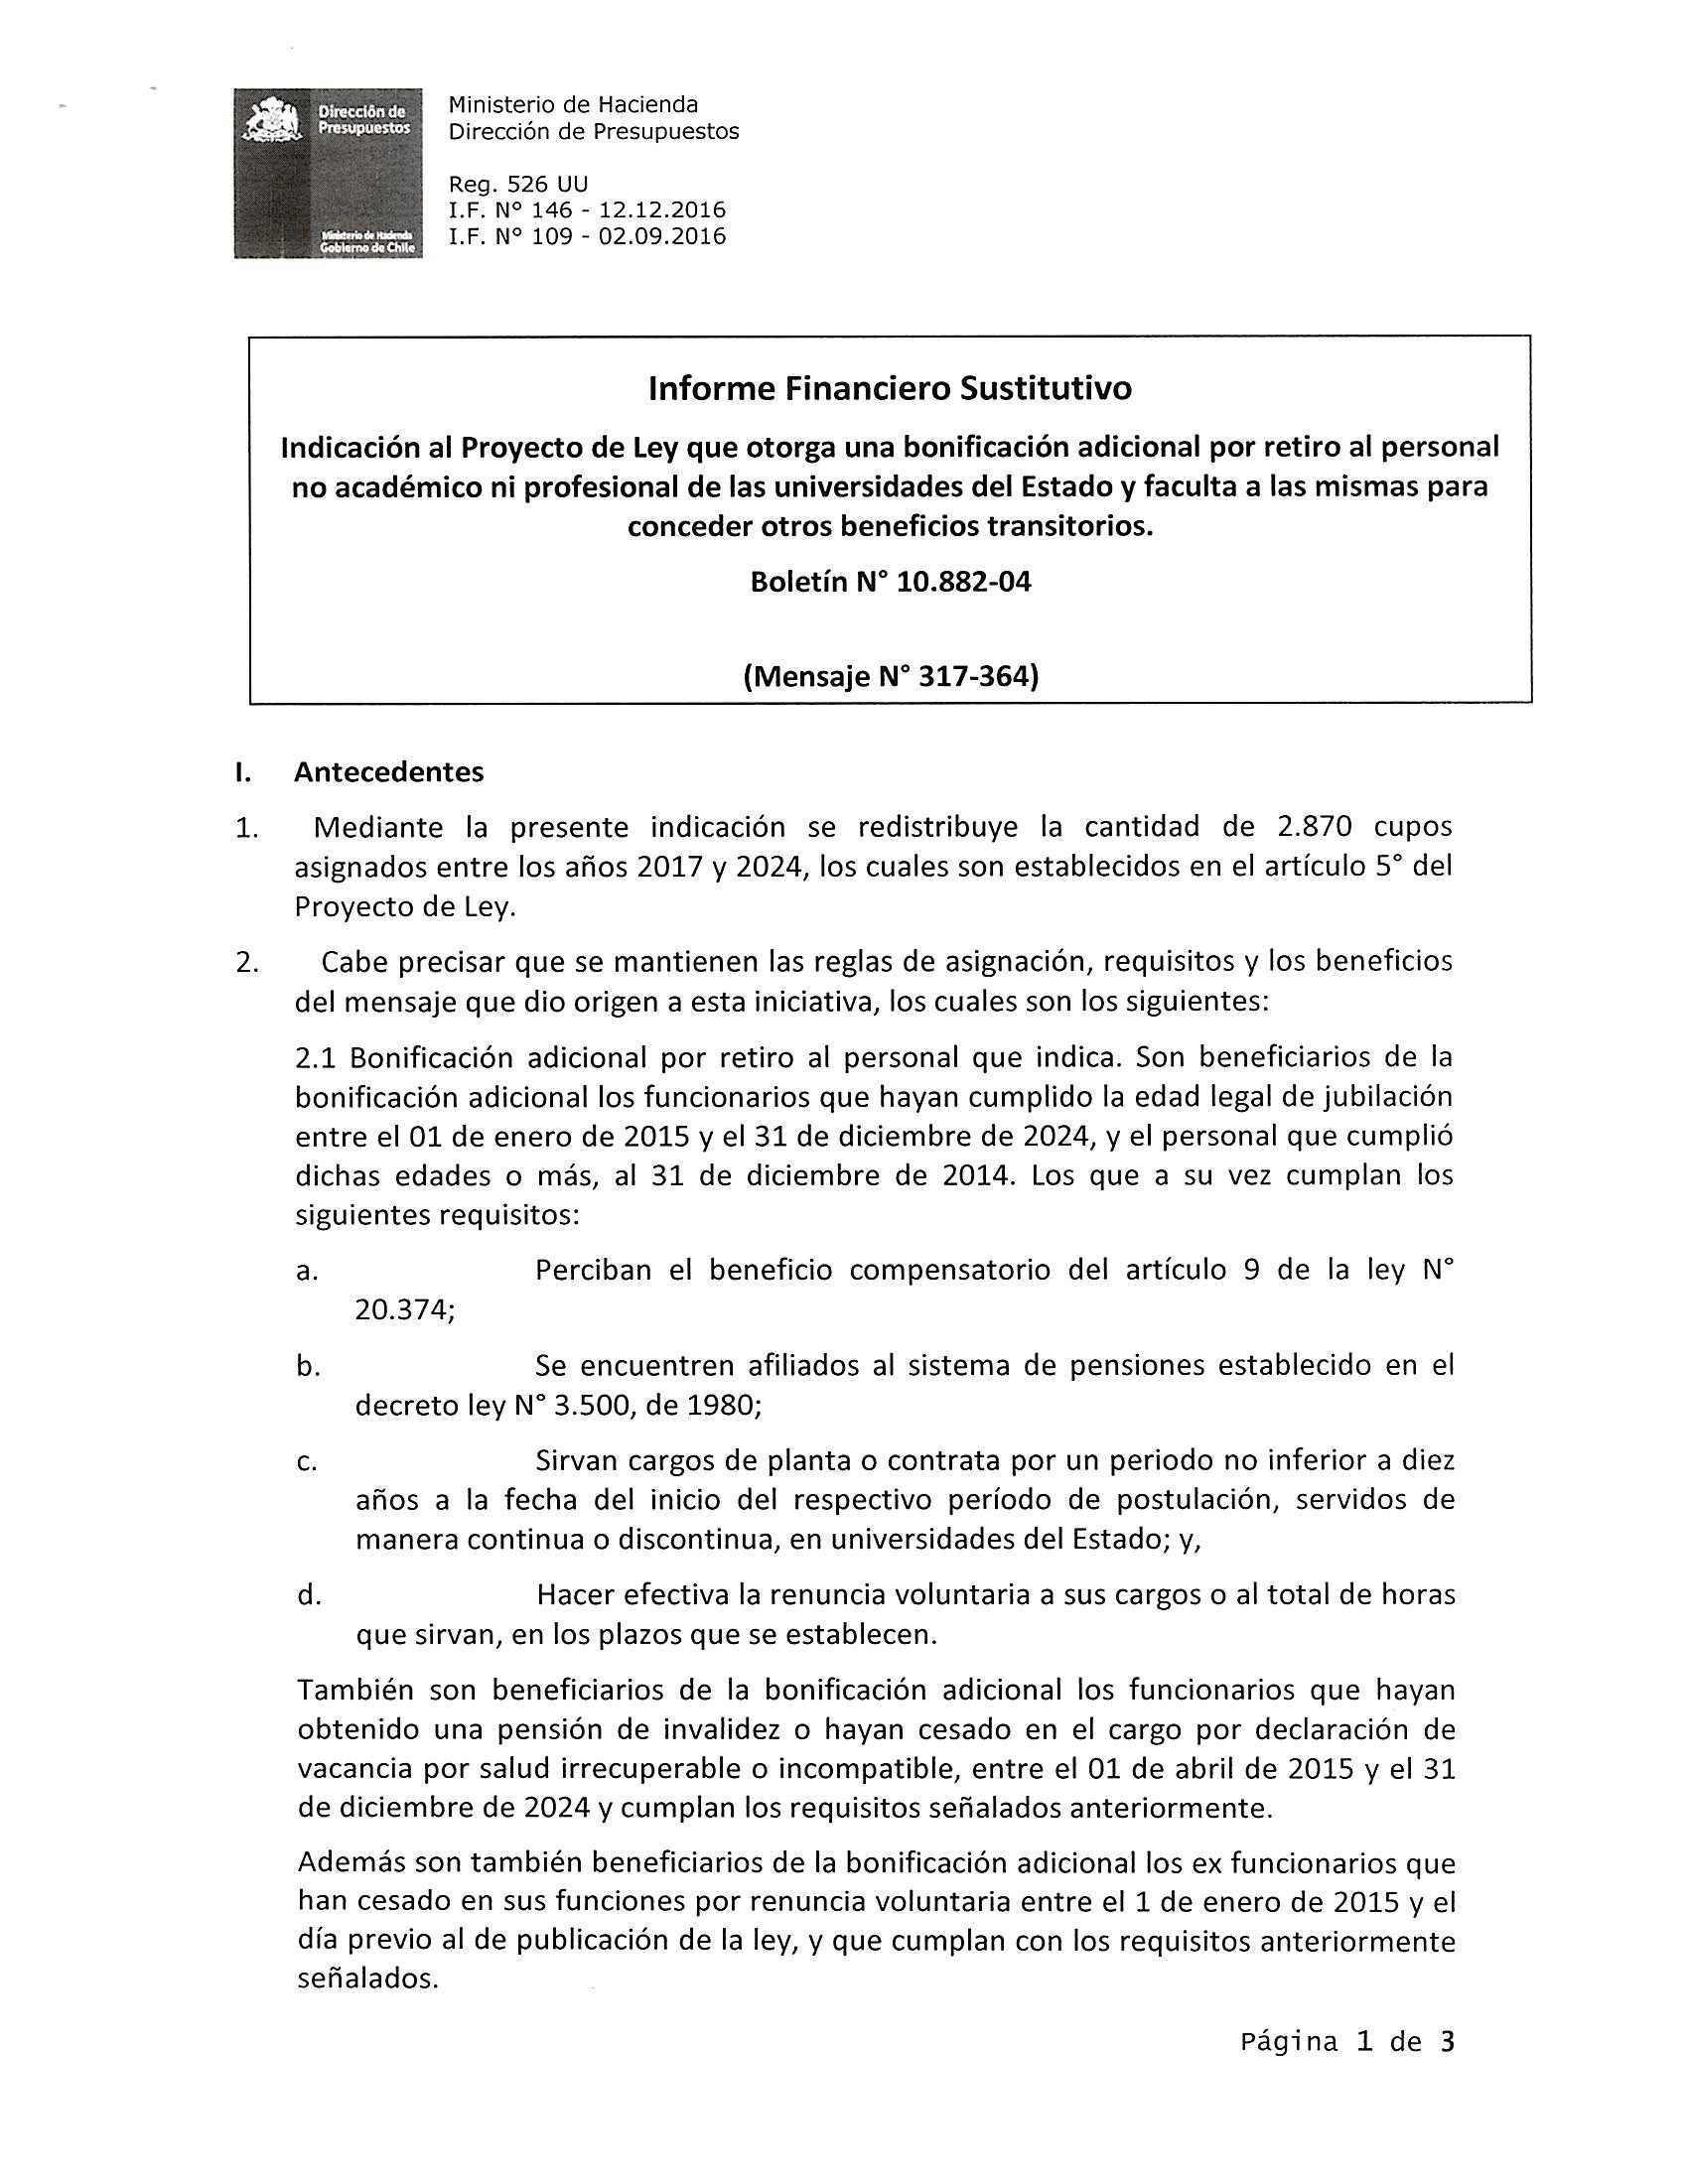 Dirección de
Presupuestos
Ministerio de Hacienda
Gobierno de Chile
Ministerio de Hacienda
Dirección de Presupuestos
Reg. 526 UU
I.F. N° 146 - 12.12.2016
I.F. N° 109 - 02.09.2016
Informe Financiero Sustitutivo
Indicación al Proyecto de Ley que otorga una bonificación adicional por retiro al personal
no académico ni profesional de las universidades del Estado y faculta a las mismas para
conceder otros beneficios transitorios.
Boletín N° 10.882-04
(Mensaje N° 317-364)
I. Antecedentes
1. Mediante la presente indicación se redistribuye la cantidad de 2.870 cupos
asignados entre los años 2017 y 2024, los cuales son establecidos en el artículo 5° del
Proyecto de Ley.
2. Cabe precisar que se mantienen las reglas de asignación, requisitos y los beneficios
del mensaje que dio origen a esta iniciativa, los cuales son los siguientes:
2.1 Bonificación adicional por retiro al personal que indica. Son beneficiarios de la
bonificación adicional los funcionarios que hayan cumplido la edad legal de jubilación
entre el 01 de enero de 2015 y el 31 de diciembre de 2024, y el personal que cumplió
dichas edades o más, al 31 de diciembre de 2014. Los que a su vez cumplan los
siguientes requisitos:
a. Perciban el beneficio compensatorio del artículo 9 de la ley N°
20.374;
b. Se encuentren afiliados al sistema de pensiones establecido en el
decreto ley N° 3.500, de 1980;
c. Sirvan cargos de planta o contrata por un periodo no inferior a diez
años a la fecha del inicio del respectivo período de postulación, servidos de
manera continua o discontinua, en universidades del Estado; y,
d. Hacer efectiva la renuncia voluntaria a sus cargos o al total de horas
que sirvan, en los plazos que se establecen.
También son beneficiarios de la bonificación adicional los funcionarios que hayan
obtenido una pensión de invalidez o hayan cesado en el cargo por declaración de
vacancia por salud irrecuperable o incompatible, entre el 01 de abril de 2015 y el 31
de diciembre de 2024 y cumplan los requisitos señalados anteriormente.
Además son también beneficiarios de la bonificación adicional los ex funcionarios que
han cesado en sus funciones por renuncia voluntaria entre el 1 de enero de 2015 y el
día previo al de publicación de la ley, y que cumplan con los requisitos anteriormente
señalados.
Página 1 de 3